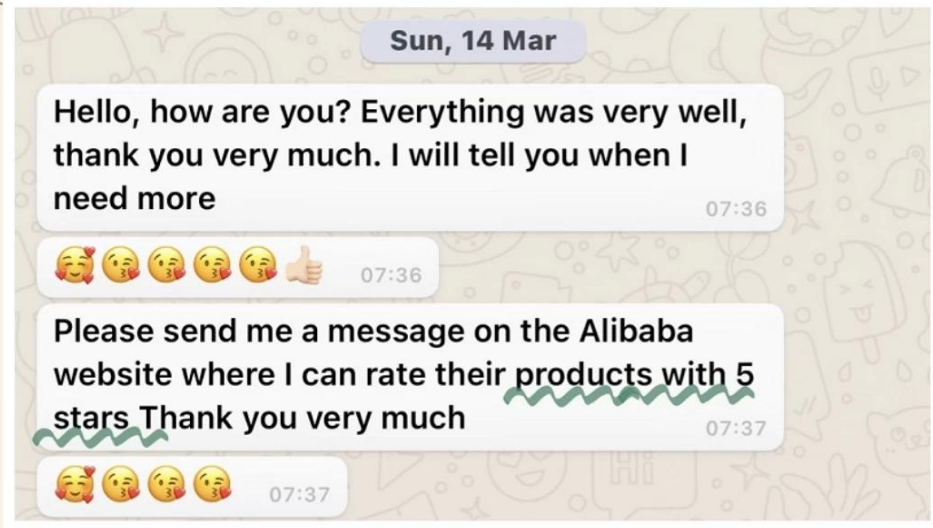 Sun, 14 Mar
Hello, how are you? Everything was very well,
thank you very much. I will tell you when I
need more
07:36
🥰😘😘😘😘👍🏻 07:36
Please send me a message on the Alibaba
website where I can rate their products with 5
stars Thank you very much
07:37
🥰😘😘😘 07:37